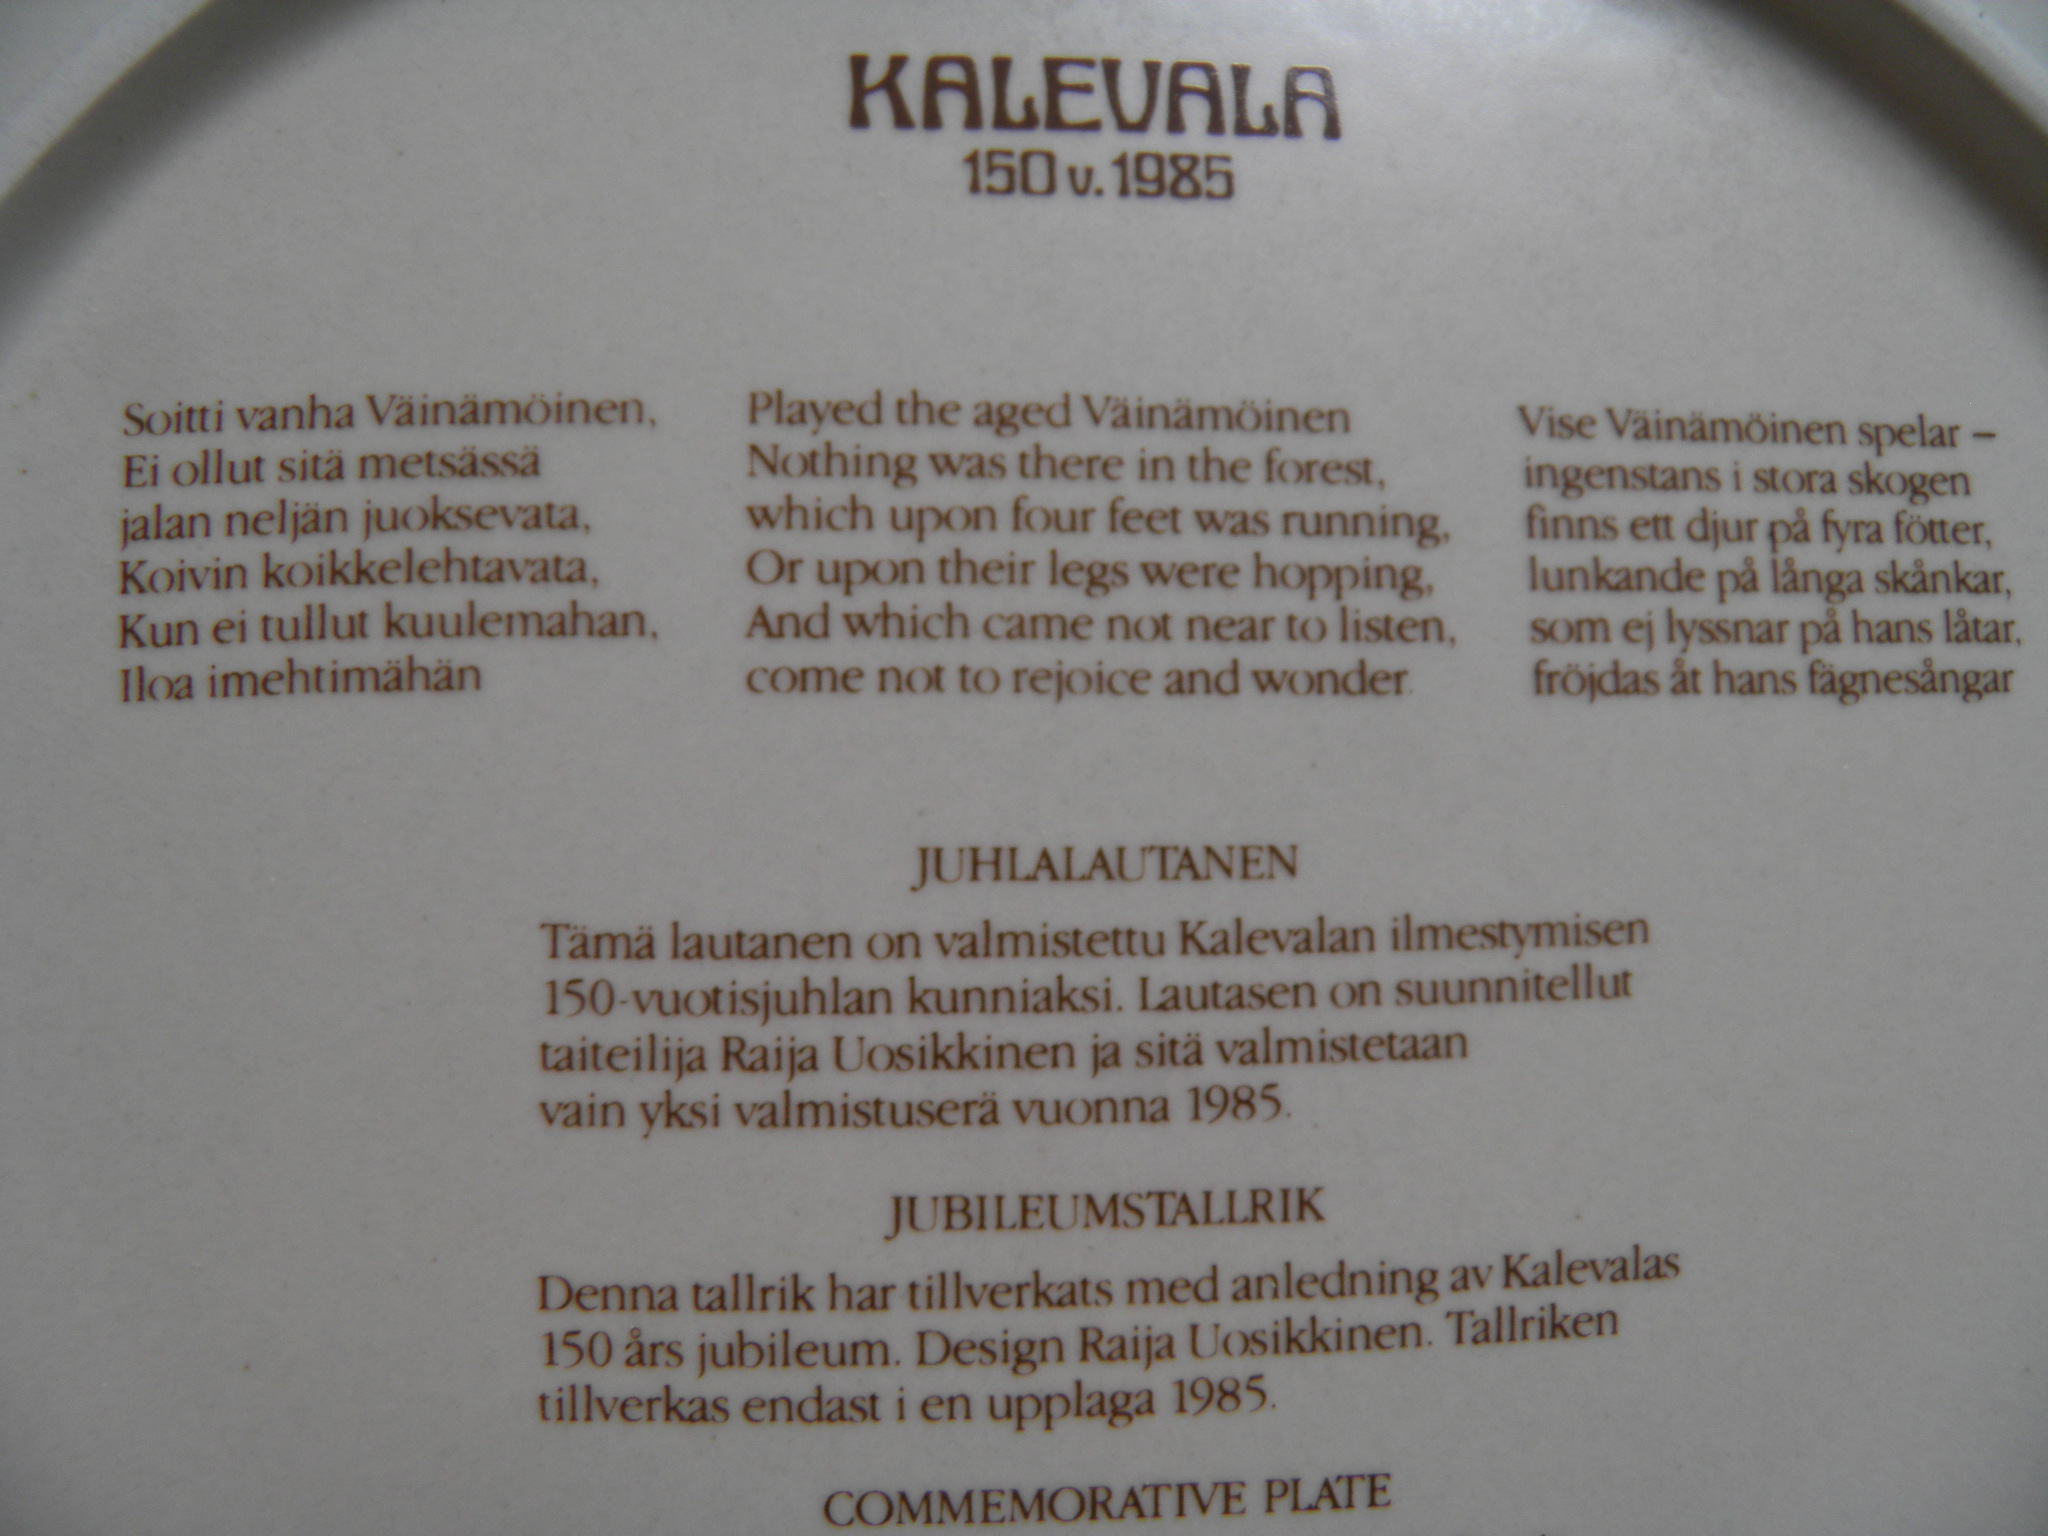 KALEVALA
150 v. 1985
Soitti vanha Väinämöinen,
Ei ollut sitä metsässä
jalan neljän juoksevata,
Koivin koikkelehtavata,
Kun ei tullut kuulemahan,
Iloa imehtimähän
Played the aged Väinämöinen
Nothing was there in the forest,
which upon four feet was running,
Or upon their legs were hopping,
And which came not near to listen,
come not to rejoice and wonder.
Vise Väinämöinen spelar –
ingenstans i stora skogen
finns ett djur på fyra fötter,
lunkande på långa skånkar,
som ej lyssnar på hans låtar,
fröjdas åt hans fägnesångar
JUHLALAUTANEN
Tämä lautanen on valmistettu Kalevalan ilmestymisen
150-vuotisjuhlan kunniaksi. Lautasen on suunnitellut
taiteilija Raija Uosikkinen ja sitä valmistetaan
vain yksi valmistuserä vuonna 1985.
JUBILEUMSTALLRIK
Denna tallrik har tillverkats med anledning av Kalevalas
150 års jubileum. Design Raija Uosikkinen. Tallriken
tillverkas endast i en upplaga 1985.
COMMEMORATIVE PLATE